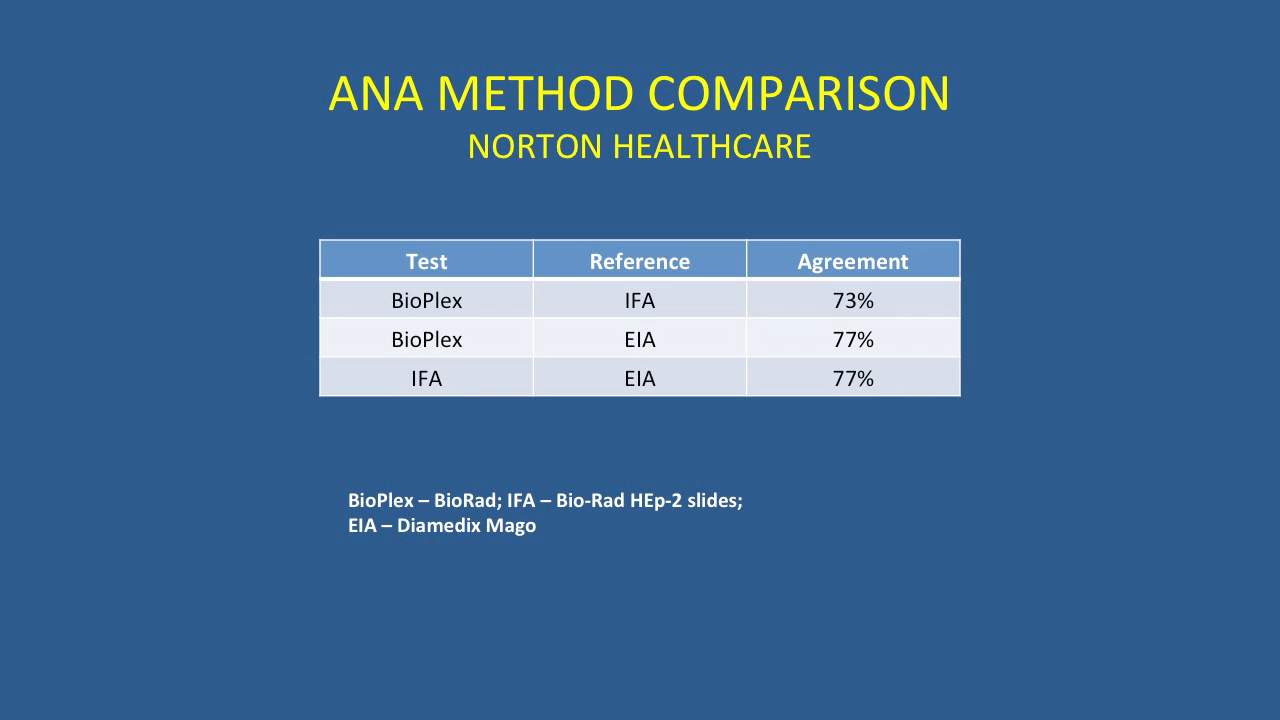 ANA METHOD COMPARISON
NORTON HEALTHCARE
Test Reference Agreement
BioPlex IFA 73%
BioPlex EIA 77%
IFA EIA 77%
BioPlex – BioRad; IFA – Bio-Rad HEp-2 slides;
EIA – Diamedix Mago